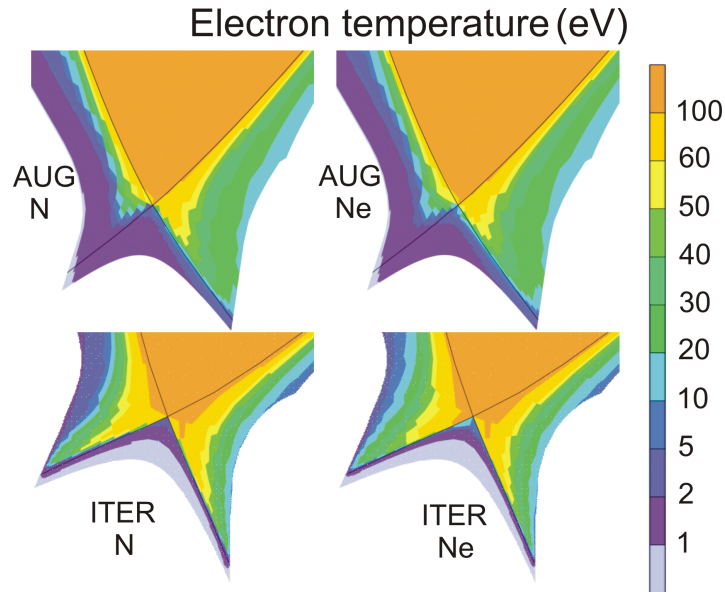 Electron temperature (eV)
AUG
N
AUG
Ne
ITER
N
ITER
Ne
100
60
50
40
30
20
10
5
2
1